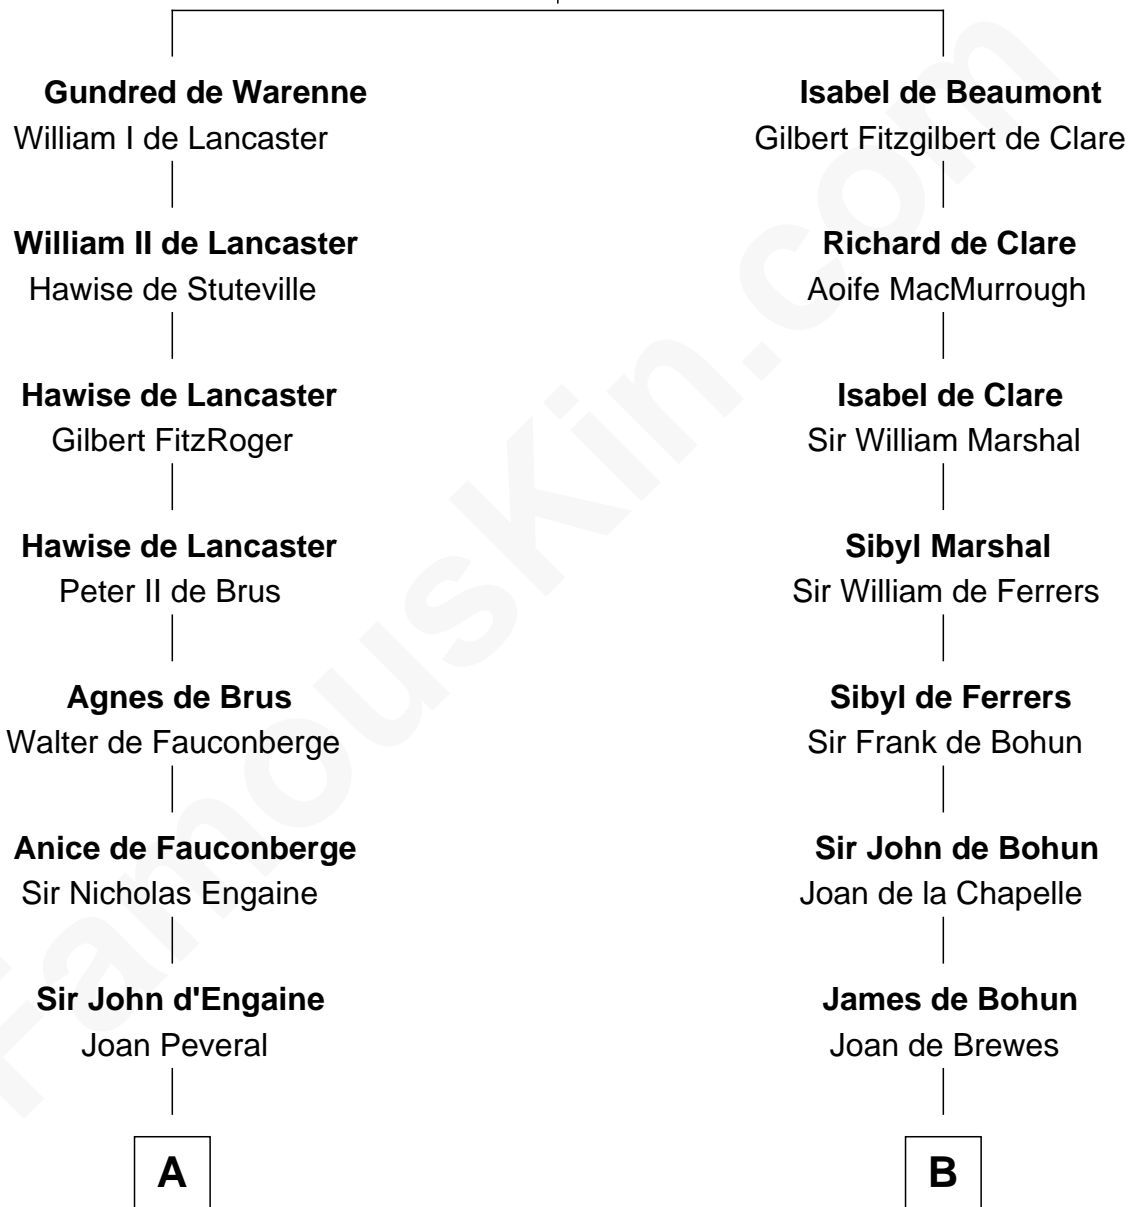 Gundred de Warenne
William I de Lancaster
William II de Lancaster
Hawise de Stuteville
Hawise de Lancaster
Gilbert FitzRoger
Hawise de Lancaster
Peter II de Brus
Agnes de Brus
Walter de Fauconberge
Anice de Fauconberge
Sir Nicholas Engaine
Sir John d'Engaine
Joan Peveral
A
Isabel de Beaumont
Gilbert Fitzgilbert de Clare
Richard de Clare
Aoife MacMurrough
Isabel de Clare
Sir William Marshal
Sibyl Marshal
Sir William de Ferrers
Sibyl de Ferrers
Sir Frank de Bohun
Sir John de Bohun
Joan de la Chapelle
James de Bohun
Joan de Brewes
B
FamousKin.com